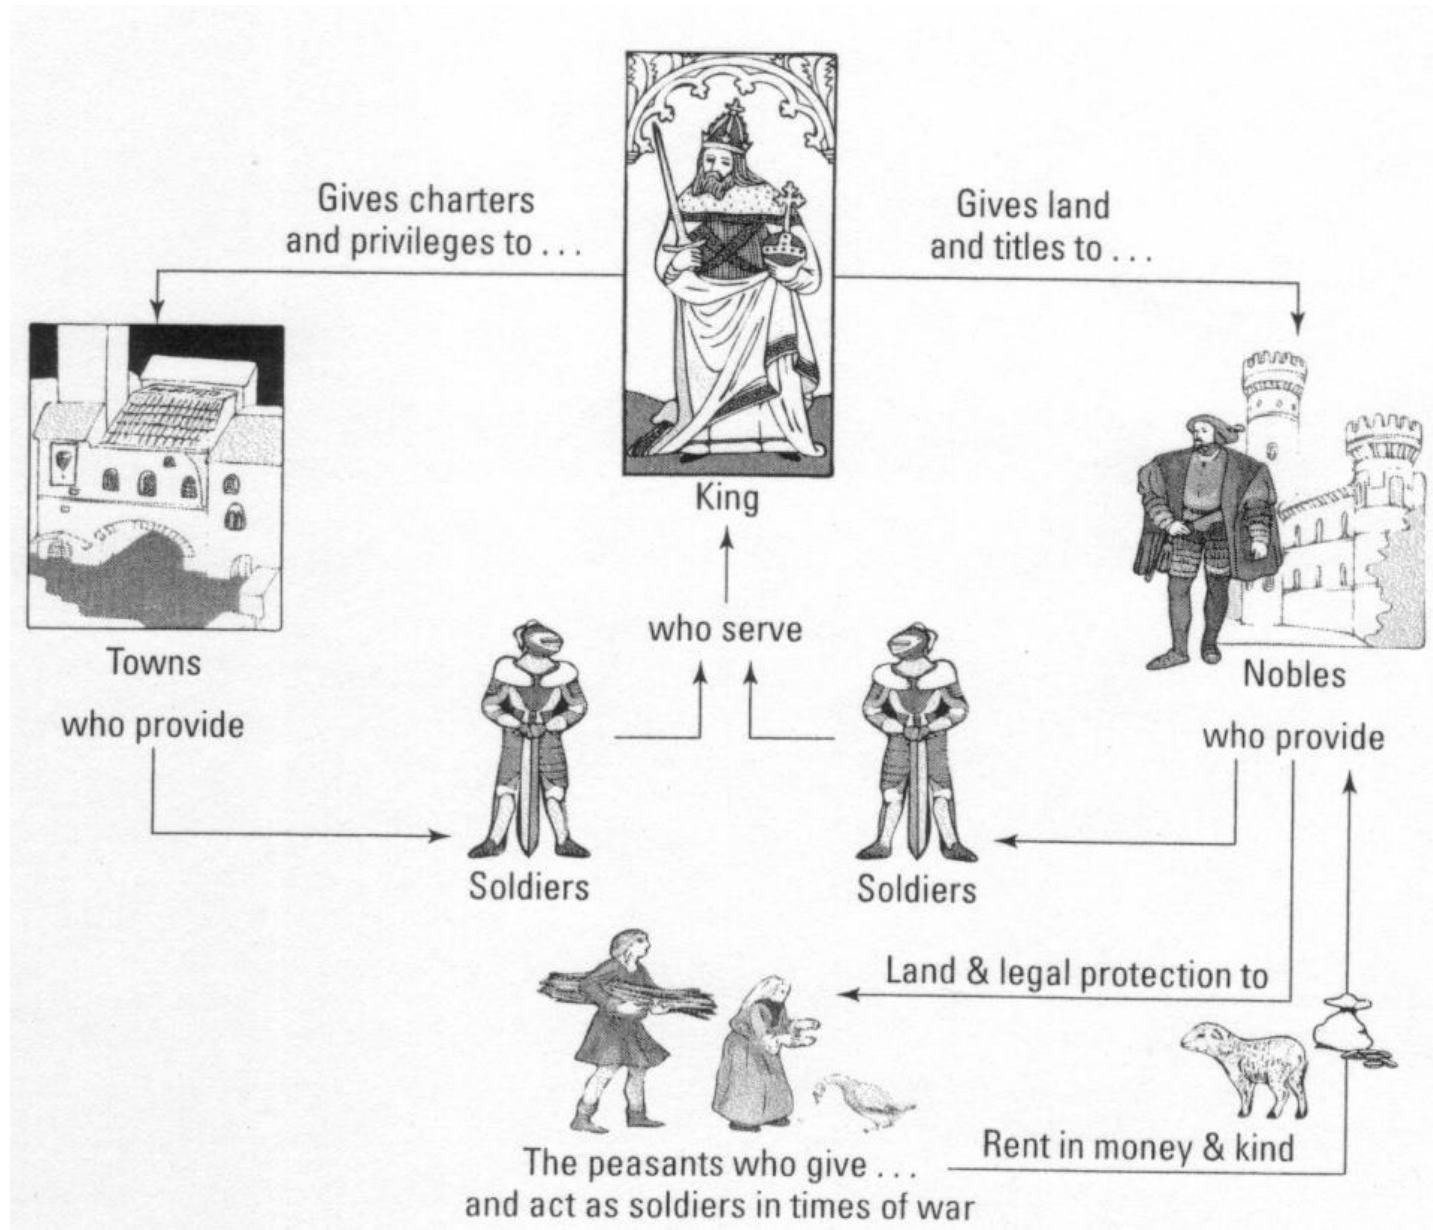 Gives charters
and privileges to . . .
Gives land
and titles to . . .
King
who serve
Towns
who provide
Nobles
who provide
Soldiers
Soldiers
Land & legal protection to
Rent in money & kind
The peasants who give . . .
and act as soldiers in times of war